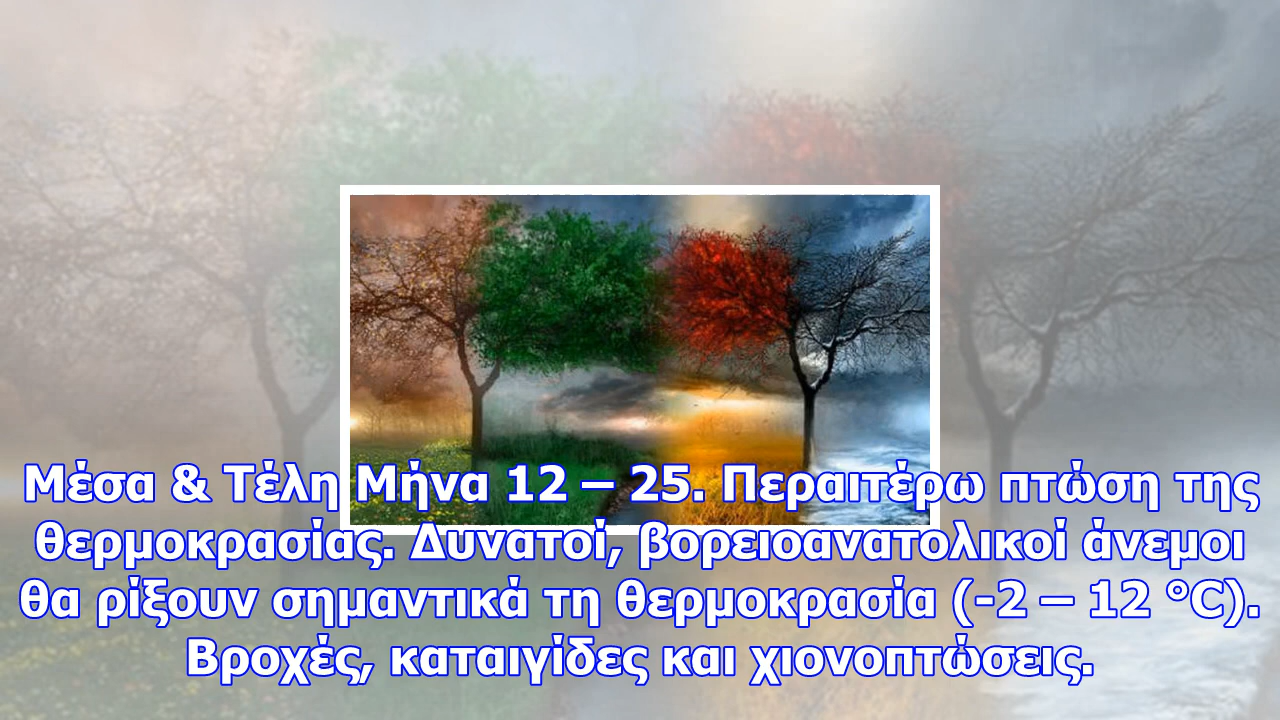 Μέσα & Τέλη Μήνα 12 – 25. Περαιτέρω πτώση της
θερμοκρασίας. Δυνατοί, βορειοανατολικοί άνεμοι
θα ρίξουν σημαντικά τη θερμοκρασία (-2 – 12 °C).
Βροχές, καταιγίδες και χιονοπτώσεις.